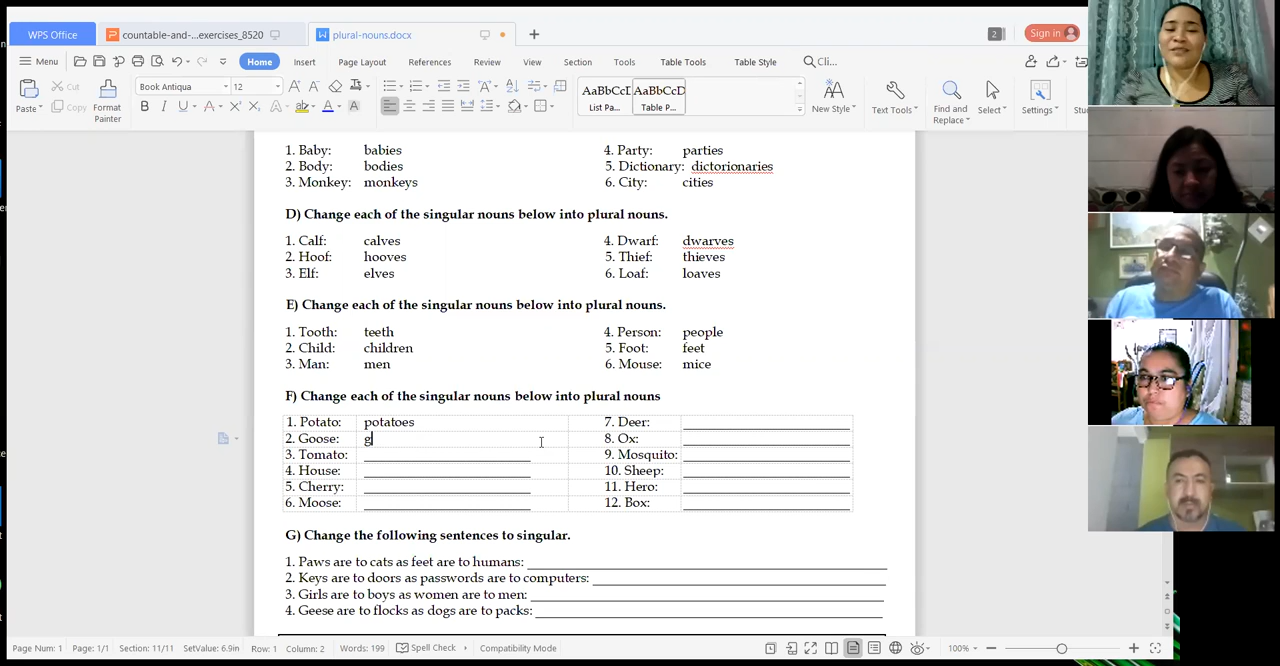 WPS Office
countable-and-...exercises_8520
plural-nouns.docx
2
Sign in
Menu
Home
Insert
Page Layout
References
Review
View
Section
Tools
Table Tools
Table Style
Cli...
Paste
Cut
Copy
Format Painter
Book Antiqua
12
AaBbCcD
List Pa...
AaBbCcD
Table P...
New Style
Text Tools
Find and Replace
Select
Settings
1. Baby: babies 4. Party: parties
2. Body: bodies 5. Dictionary: dictorionaries
3. Monkey: monkeys 6. City: cities
D) Change each of the singular nouns below into plural nouns.
1. Calf: calves 4. Dwarf: dwarves
2. Hoof: hooves 5. Thief: thieves
3. Elf: elves 6. Loaf: loaves
E) Change each of the singular nouns below into plural nouns.
1. Tooth: teeth 4. Person: people
2. Child: children 5. Foot: feet
3. Man: men 6. Mouse: mice
F) Change each of the singular nouns below into plural nouns
1. Potato: potatoes 7. Deer:
2. Goose: g 8. Ox:
3. Tomato: 9. Mosquito:
4. House: 10. Sheep:
5. Cherry: 11. Hero:
6. Moose: 12. Box:
G) Change the following sentences to singular.
1. Paws are to cats as feet are to humans:
2. Keys are to doors as passwords are to computers:
3. Girls are to boys as women are to men:
4. Geese are to flocks as dogs are to packs:
Page Num: 1 Page: 1/1 Section: 11/11 SetValue: 6.9in Row: 1 Column: 2 Words: 199 Spell Check Compatibility Mode 100%